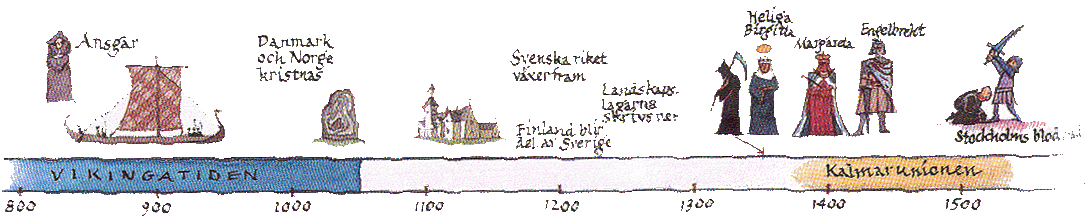 Ansgar
Danmark
och Norge
kristnas
Svenska riket
växer fram
Finland blir
del av Sverige
Landskaps-
lagarna
skrivs ner
Heliga
Birgitta
Margareta
Engelbrekt
Stockholms blod
VIKINGATIDEN
Kalmarunionen
800
900
1000
1100
1200
1300
1400
1500